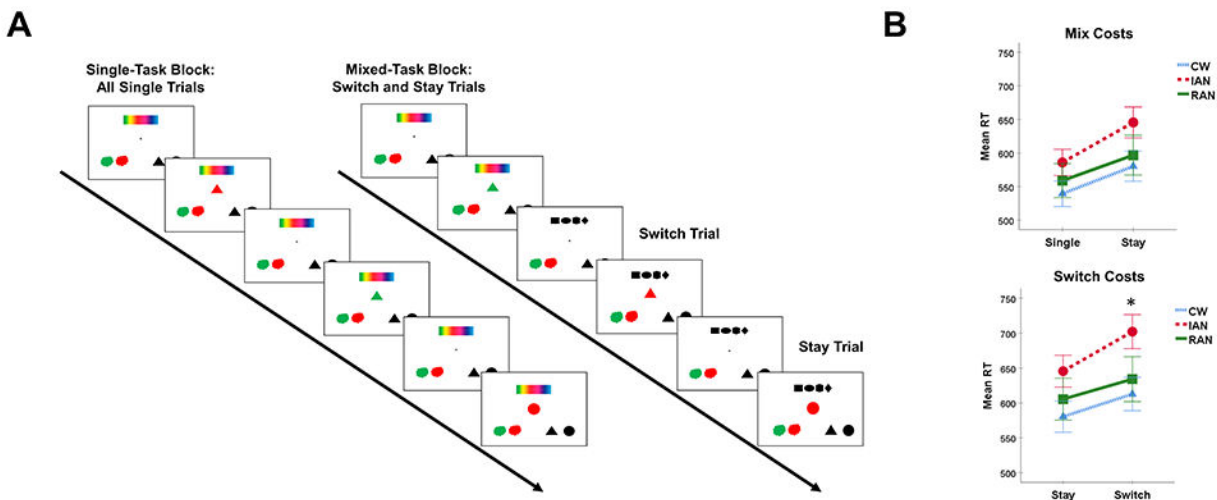 A
Single-Task Block:
All Single Trials
Mixed-Task Block:
Switch and Stay Trials
Switch Trial
Stay Trial
B
Mix Costs
750
700
650
600
550
500
Mean RT
Single
Stay
CW
IAN
RAN
Switch Costs
750
700
650
600
550
500
Mean RT
*
Stay
Switch
CW
IAN
RAN